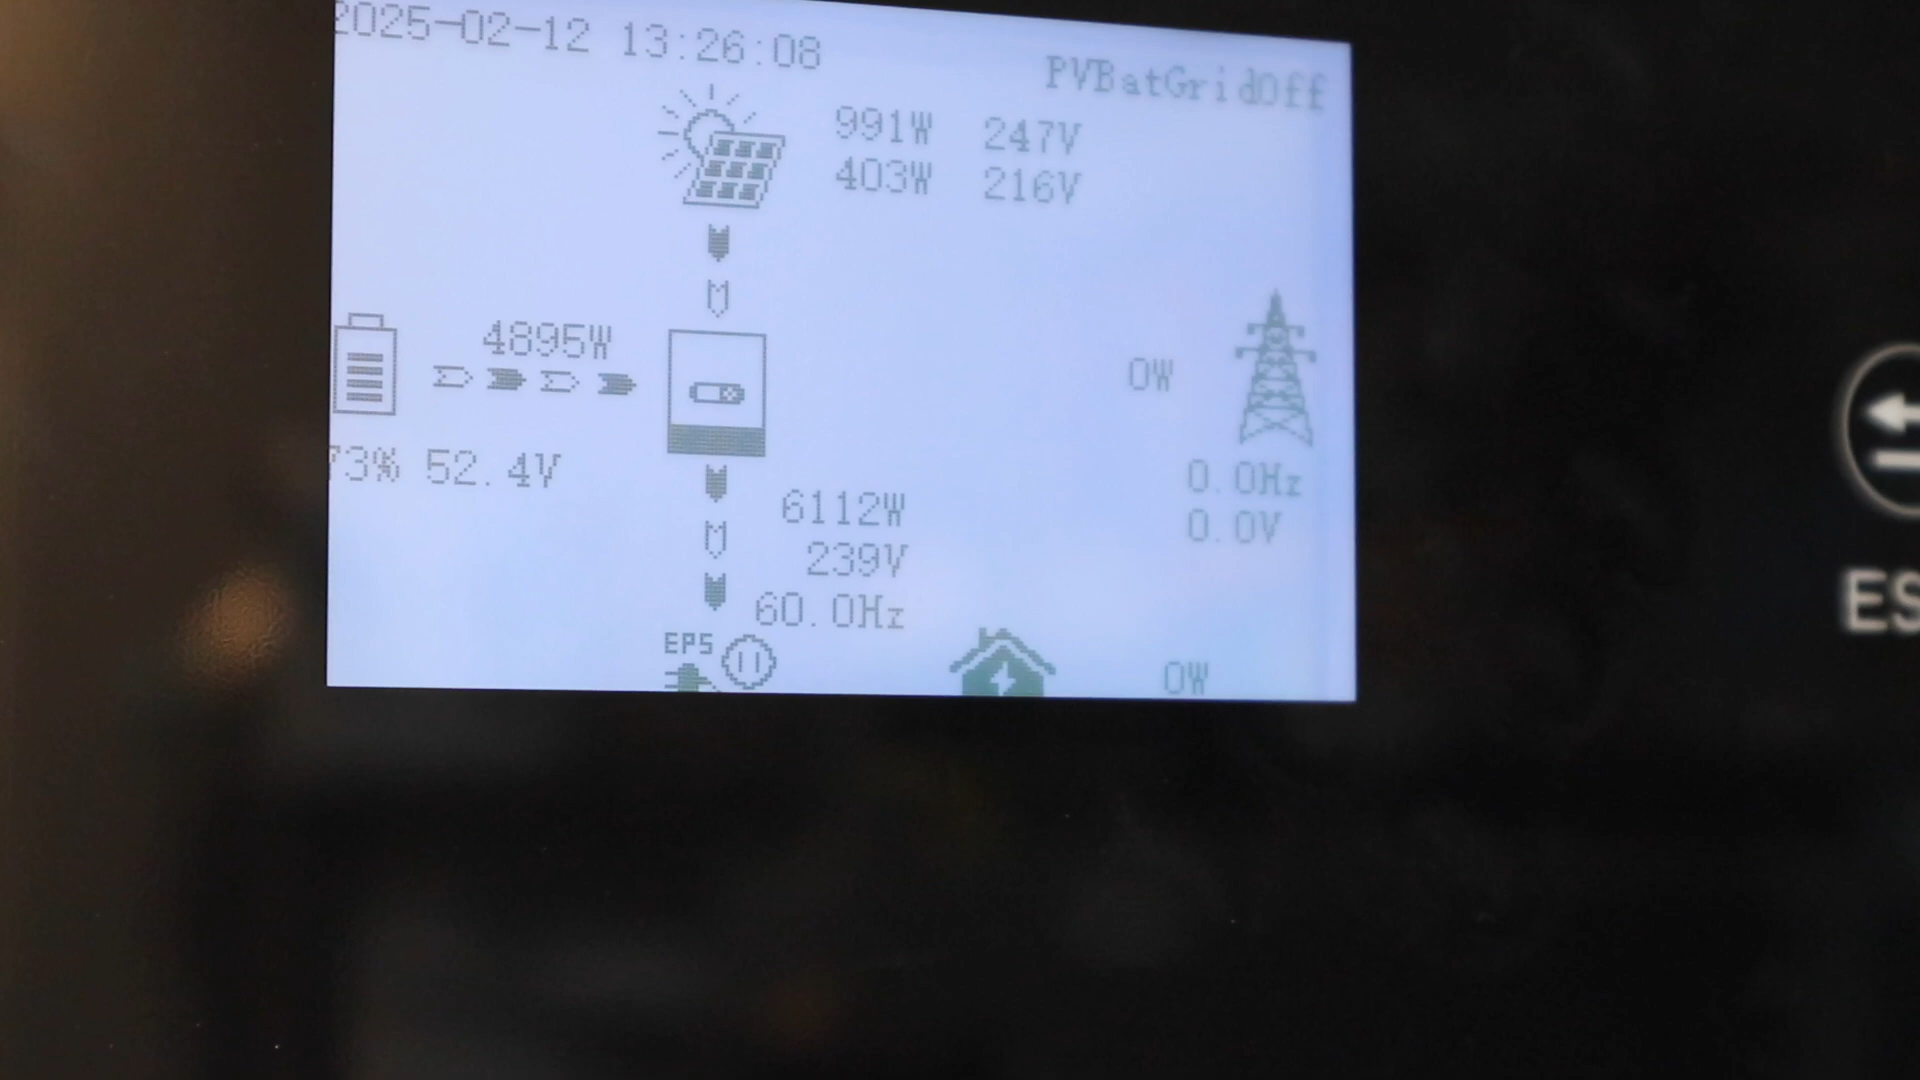 2025-02-12 13:26:08
PVBatGridOff
991W 247V
403W 216V
4895W
73% 52.4V
0W
0.0Hz
0.0V
6112W
239V
60.0Hz
EPS
0W
ES